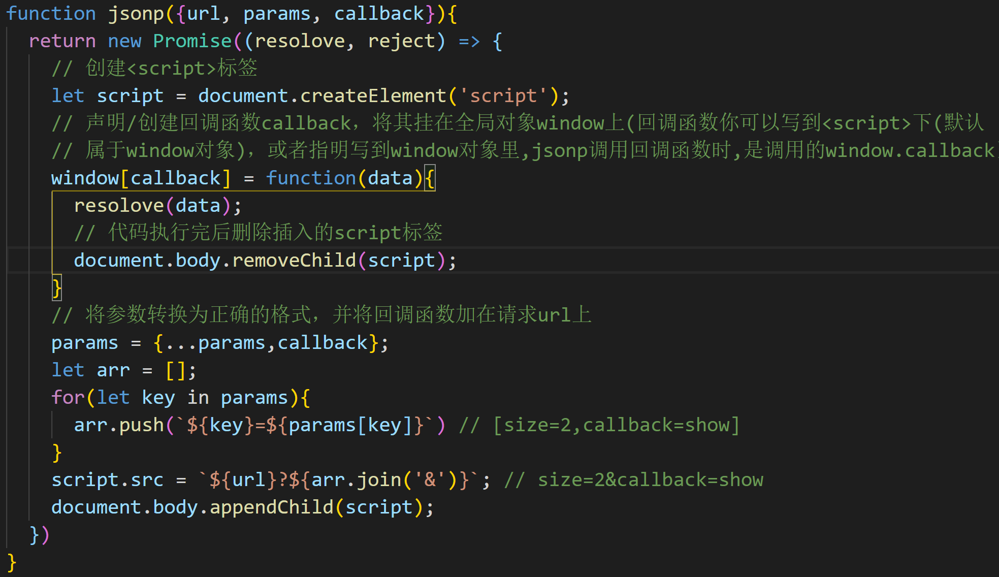 function jsonp({url, params, callback}){
return new Promise((resolove, reject) => {
// 创建<script>标签
let script = document.createElement('script');
// 声明/创建回调函数callback，将其挂在全局对象window上(回调函数你可以写到<script>下(默认
// 属于window对象)，或者指明写到window对象里,jsonp调用回调函数时,是调用的window.callback
window[callback] = function(data){
resolove(data);
// 代码执行完后删除插入的script标签
document.body.removeChild(script);
}
// 将参数转换为正确的格式，并将回调函数加在请求url上
params = {...params,callback};
let arr = [];
for(let key in params){
arr.push(`${key}=${params[key]}`) // [size=2,callback=show]
}
script.src = `${url}?${arr.join('&')}`; // size=2&callback=show
document.body.appendChild(script);
})
}